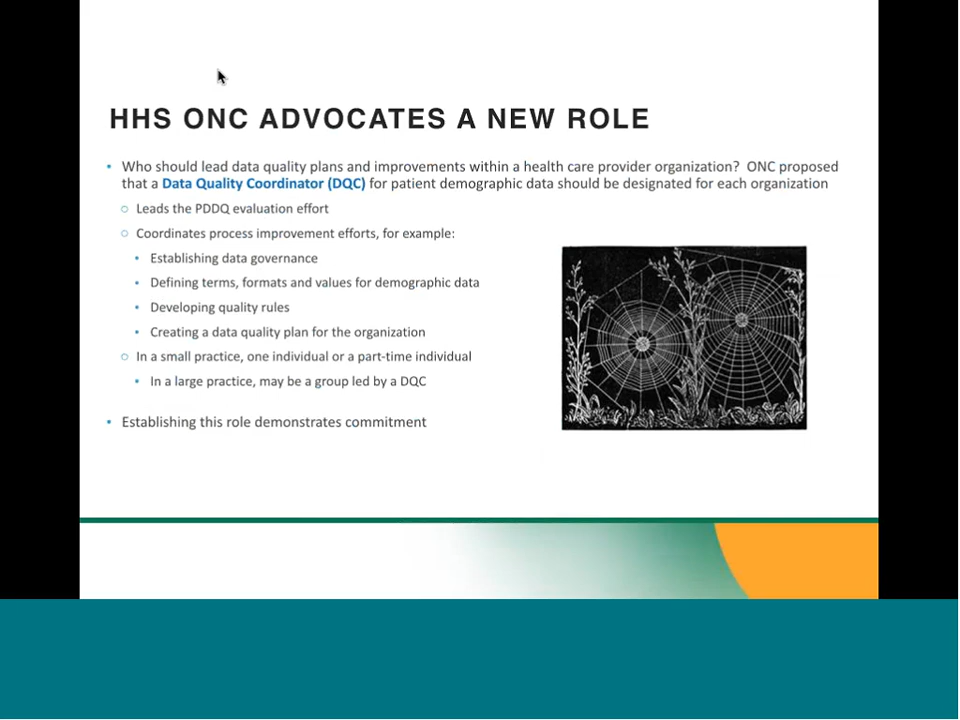 HHS ONC ADVOCATES A NEW ROLE
▪ Who should lead data quality plans and improvements within a health care provider organization? ONC proposed
that a Data Quality Coordinator (DQC) for patient demographic data should be designated for each organization
○ Leads the PDDQ evaluation effort
○ Coordinates process improvement efforts, for example:
▪ Establishing data governance
▪ Defining terms, formats and values for demographic data
▪ Developing quality rules
▪ Creating a data quality plan for the organization
○ In a small practice, one individual or a part-time individual
▪ In a large practice, may be a group led by a DQC
▪ Establishing this role demonstrates commitment